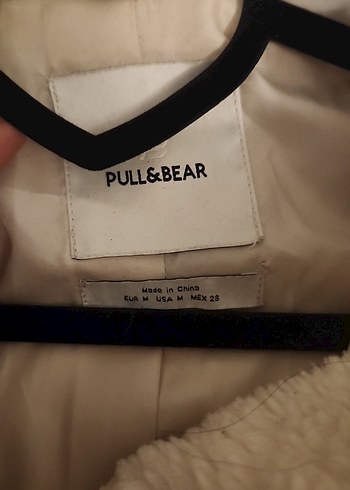 PULL&BEAR
Made in China
EUR M USA M MEX 28